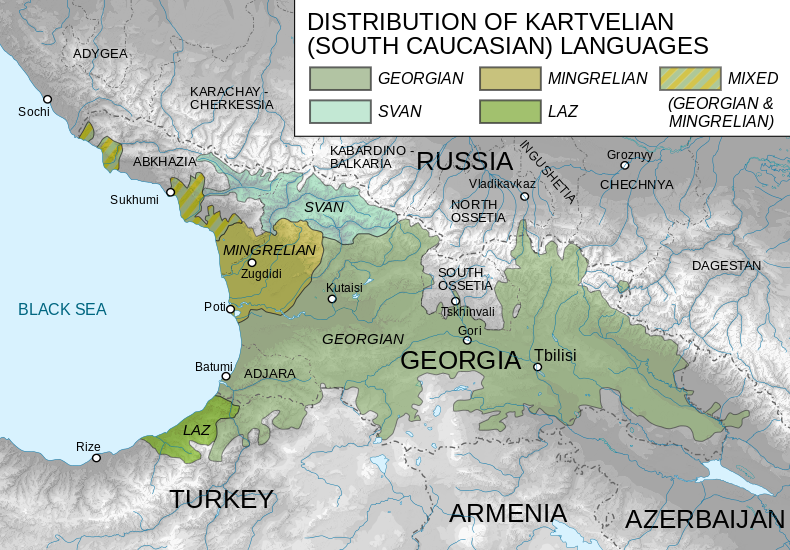 DISTRIBUTION OF KARTVELIAN
(SOUTH CAUCASIAN) LANGUAGES
GEORGIAN
MINGRELIAN
MIXED
SVAN
LAZ
(GEORGIAN &
MINGRELIAN)
ADYGEA
Sochi
KARACHAY -
CHERKESSIA
ABKHAZIA
KABARDINO -
BALKARIA
RUSSIA
INGUSHETIA
Groznyy
CHECHNYA
Vladikavkaz
Sukhumi
SVAN
NORTH
OSSETIA
MINGRELIAN
Zugdidi
SOUTH
OSSETIA
DAGESTAN
Kutaisi
BLACK SEA
Poti
Tskhinvali
Gori
GEORGIAN
GEORGIA
Tbilisi
Batumi
ADJARA
LAZ
Rize
TURKEY
ARMENIA
AZERBAIJAN